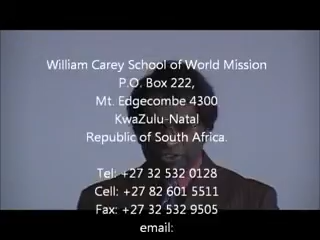 William Carey School of World Mission
P.O. Box 222,
Mt. Edgecombe 4300
KwaZulu-Natal
Republic of South Africa.
Tel: +27 32 532 0128
Cell: +27 82 601 5511
Fax: +27 32 532 9505
email: